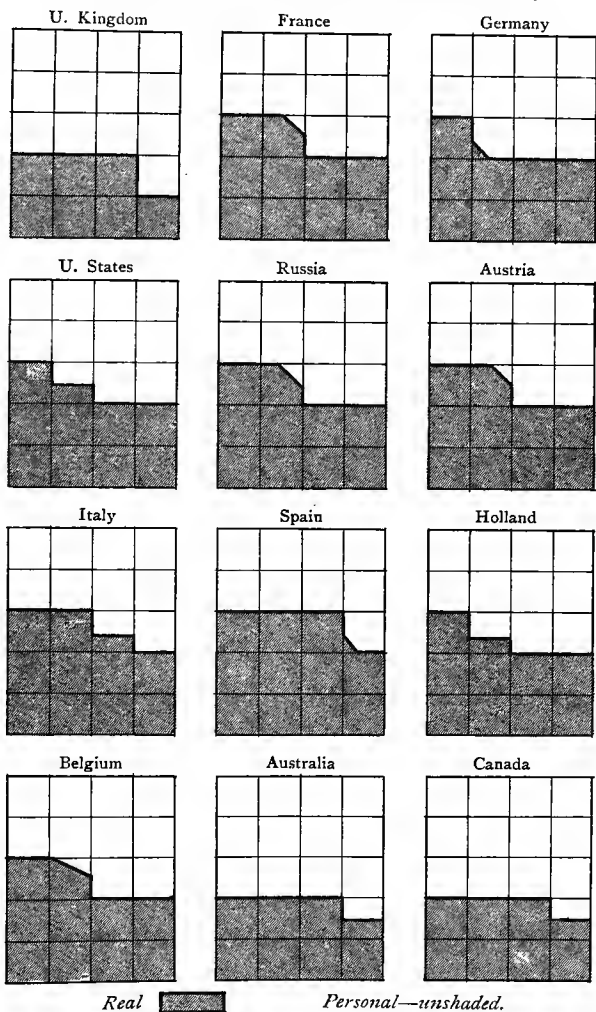 U. Kingdom France Germany
U. States Russia Austria
Italy Spain Holland
Belgium Australia Canada
Real Personal—unshaded.